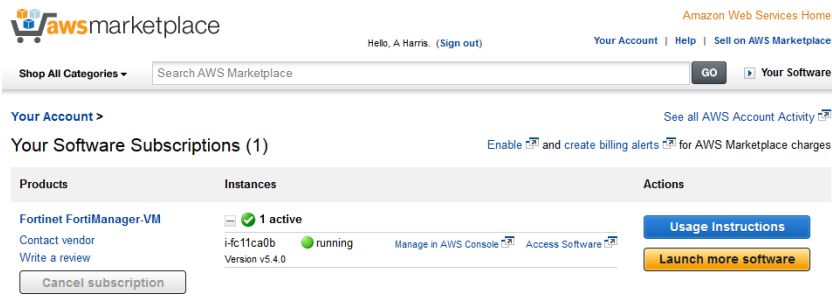 awsmarketplace
Amazon Web Services Home
Hello, A Harris. (Sign out)
Your Account | Help | Sell on AWS Marketplace
Shop All Categories
Search AWS Marketplace
GO
Your Software
Your Account >
See all AWS Account Activity
Your Software Subscriptions (1)
Enable and create billing alerts for AWS Marketplace charges
Products Instances Actions
Fortinet FortiManager-VM
1 active
Usage Instructions
Contact vendor
i-fc11ca0b running Manage in AWS Console Access Software
Write a review
Version v5.4.0
Launch more software
Cancel subscription